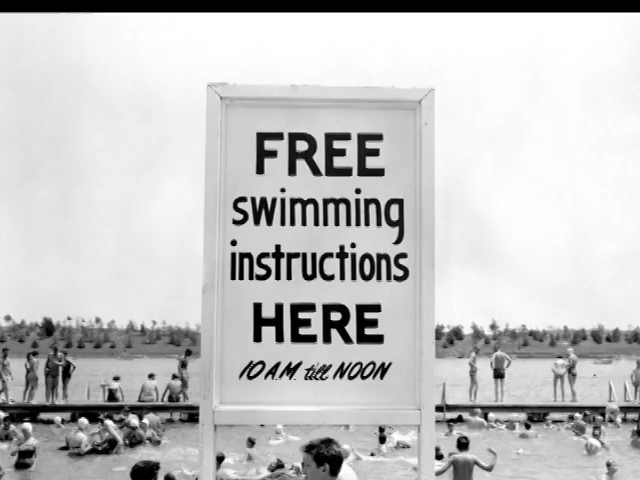 FREE
swimming
instructions
HERE
10 A.M. till NOON